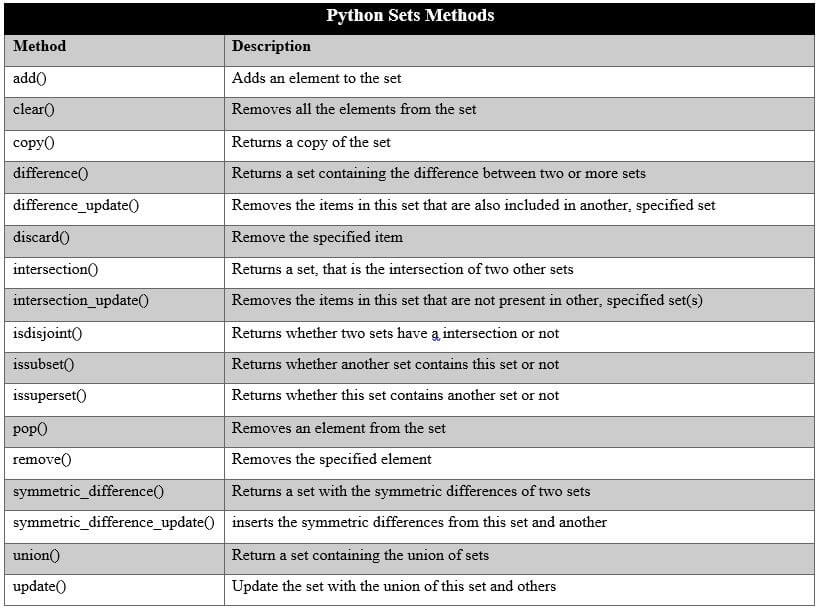 Python Sets Methods
Method Description
add() Adds an element to the set
clear() Removes all the elements from the set
copy() Returns a copy of the set
difference() Returns a set containing the difference between two or more sets
difference_update() Removes the items in this set that are also included in another, specified set
discard() Remove the specified item
intersection() Returns a set, that is the intersection of two other sets
intersection_update() Removes the items in this set that are not present in other, specified set(s)
isdisjoint() Returns whether two sets have a intersection or not
issubset() Returns whether another set contains this set or not
issuperset() Returns whether this set contains another set or not
pop() Removes an element from the set
remove() Removes the specified element
symmetric_difference() Returns a set with the symmetric differences of two sets
symmetric_difference_update() inserts the symmetric differences from this set and another
union() Return a set containing the union of sets
update() Update the set with the union of this set and others